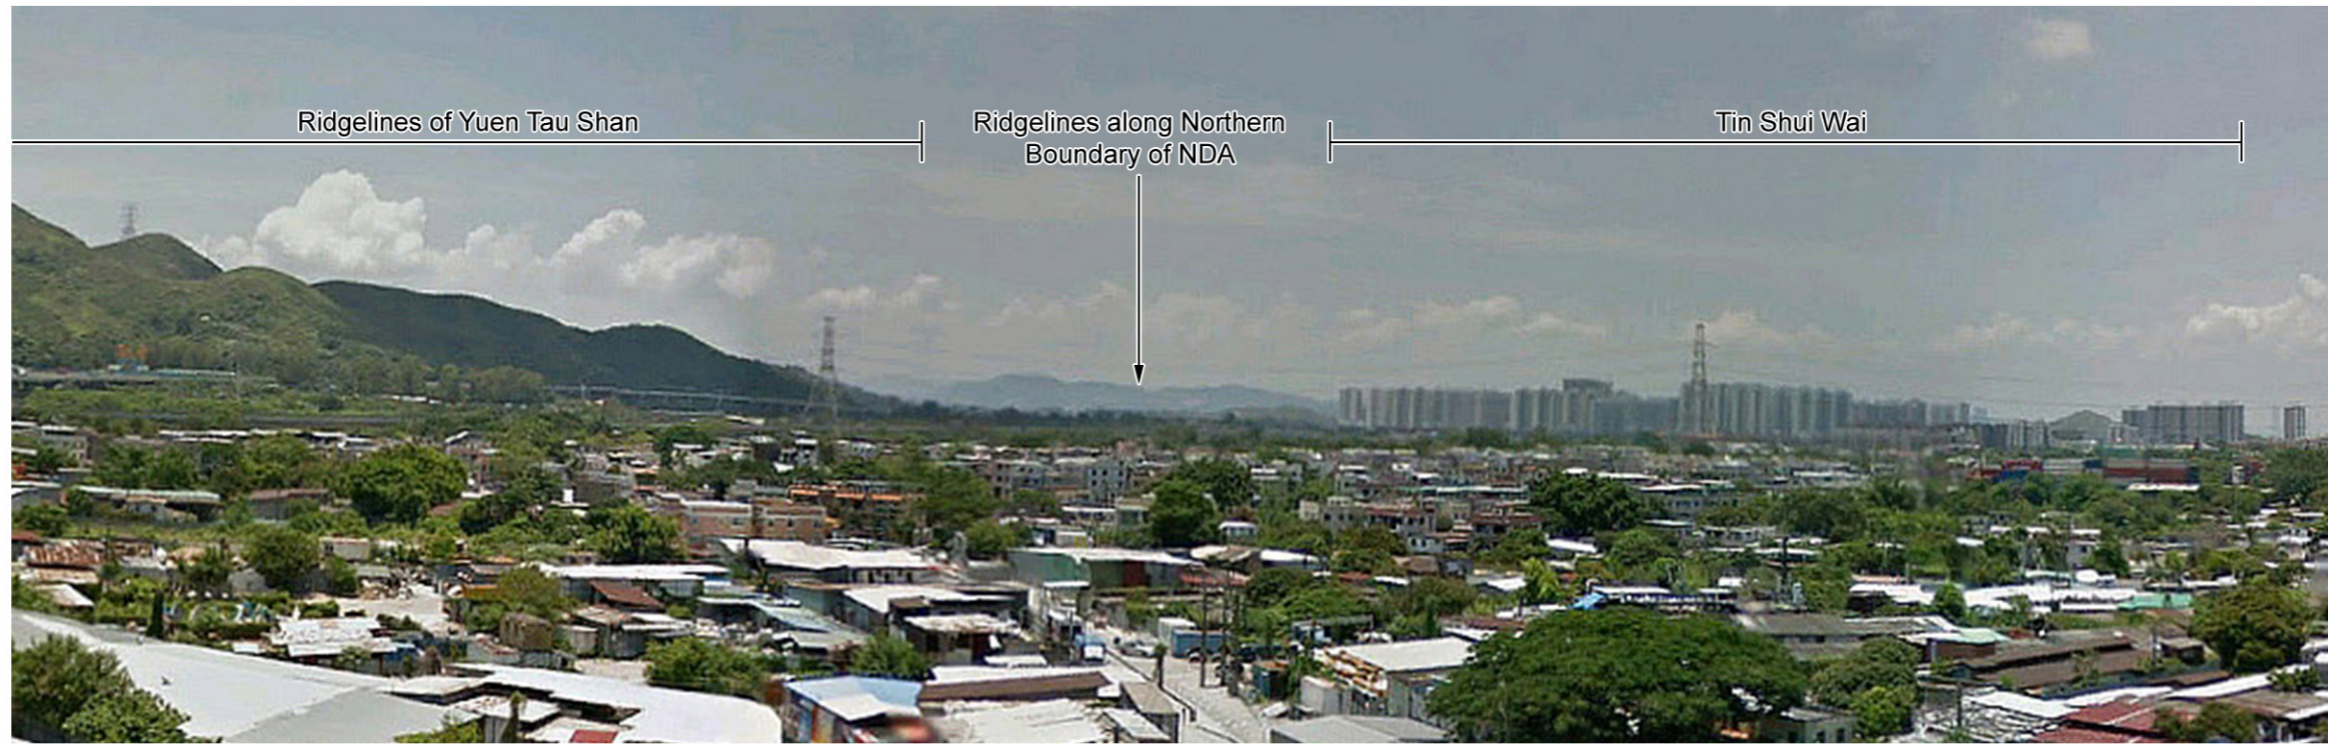 Ridgelines of Yuen Tau Shan
Ridgelines along Northern
Boundary of NDA
Tin Shui Wai